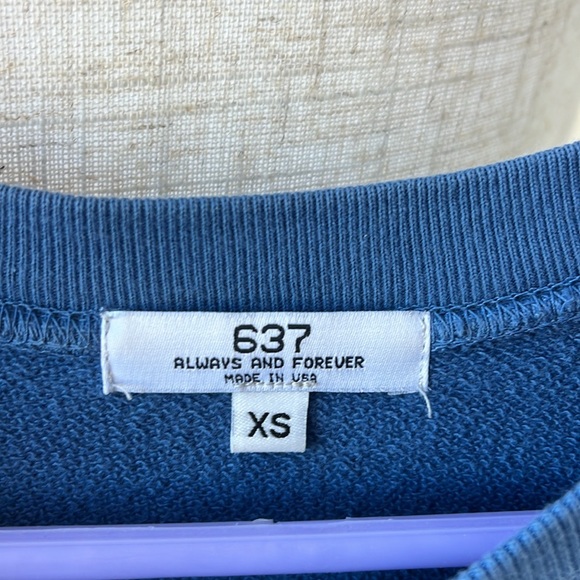 637
ALWAYS AND FOREVER
MADE IN USA
XS